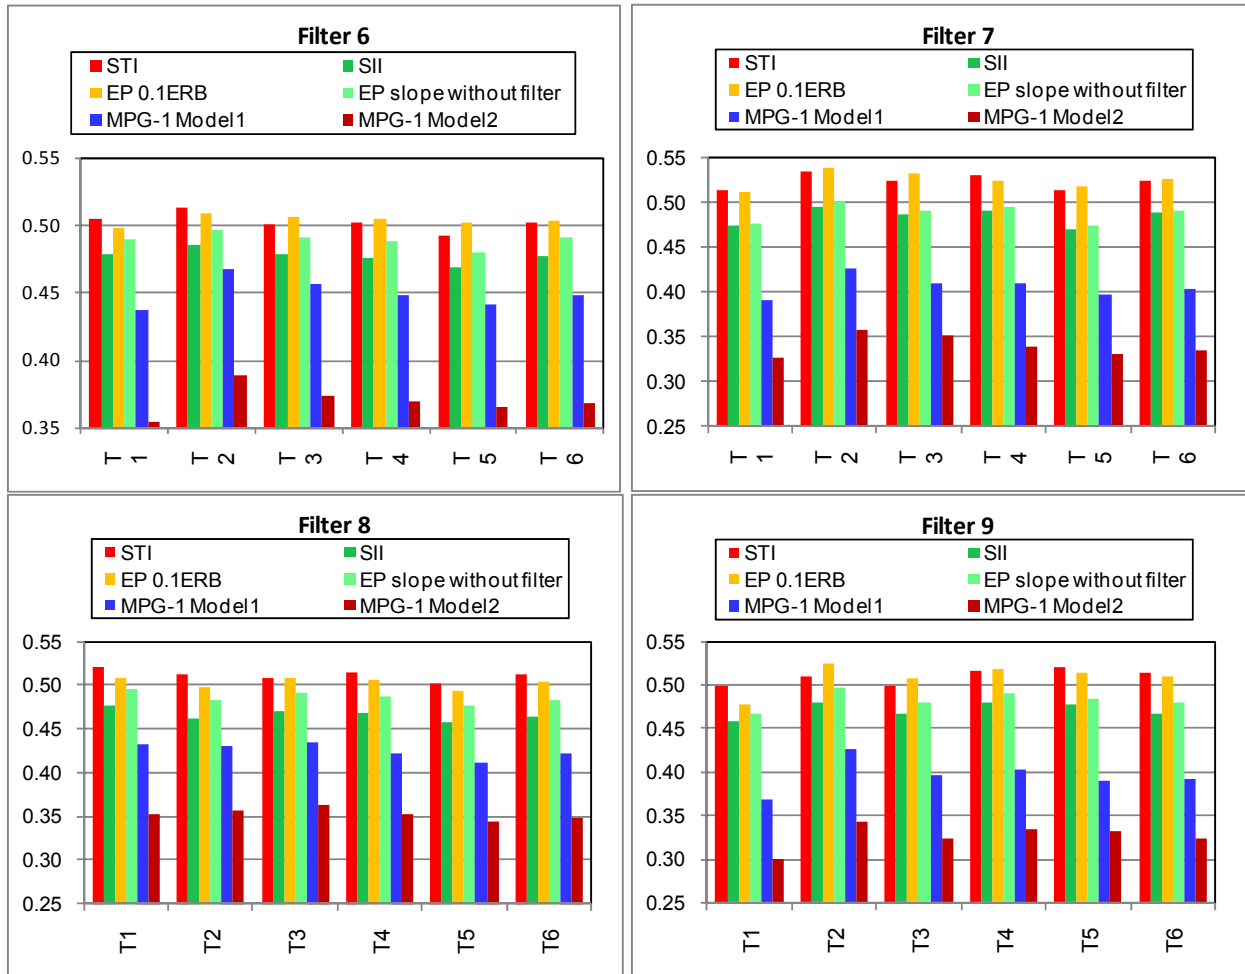 Filter 6
STI SII
EP 0.1ERB EP slope without filter
MPG-1 Model1 MPG-1 Model2
0.55
0.50
0.45
0.40
0.35
T 1 T 2 T 3 T 4 T 5 T 6
Filter 7
STI SII
EP 0.1ERB EP slope without filter
MPG-1 Model1 MPG-1 Model2
0.55
0.50
0.45
0.40
0.35
0.30
0.25
T 1 T 2 T 3 T 4 T 5 T 6
Filter 8
STI SII
EP 0.1ERB EP slope without filter
MPG-1 Model1 MPG-1 Model2
0.55
0.50
0.45
0.40
0.35
0.30
0.25
T1 T2 T3 T4 T5 T6
Filter 9
STI SII
EP 0.1ERB EP slope without filter
MPG-1 Model1 MPG-1 Model2
0.55
0.50
0.45
0.40
0.35
0.30
0.25
T1 T2 T3 T4 T5 T6